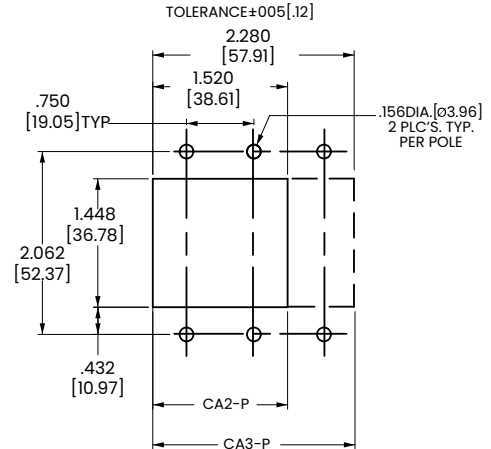 TOLERANCE±005[.12]
2.280
[57.91]
1.520
[38.61]
.750
[19.05]TYP
.156DIA.[Ø3.96]
2 PLC'S. TYP.
PER POLE
1.448
[36.78]
2.062
[52.37]
.432
[10.97]
CA2-P
CA3-P